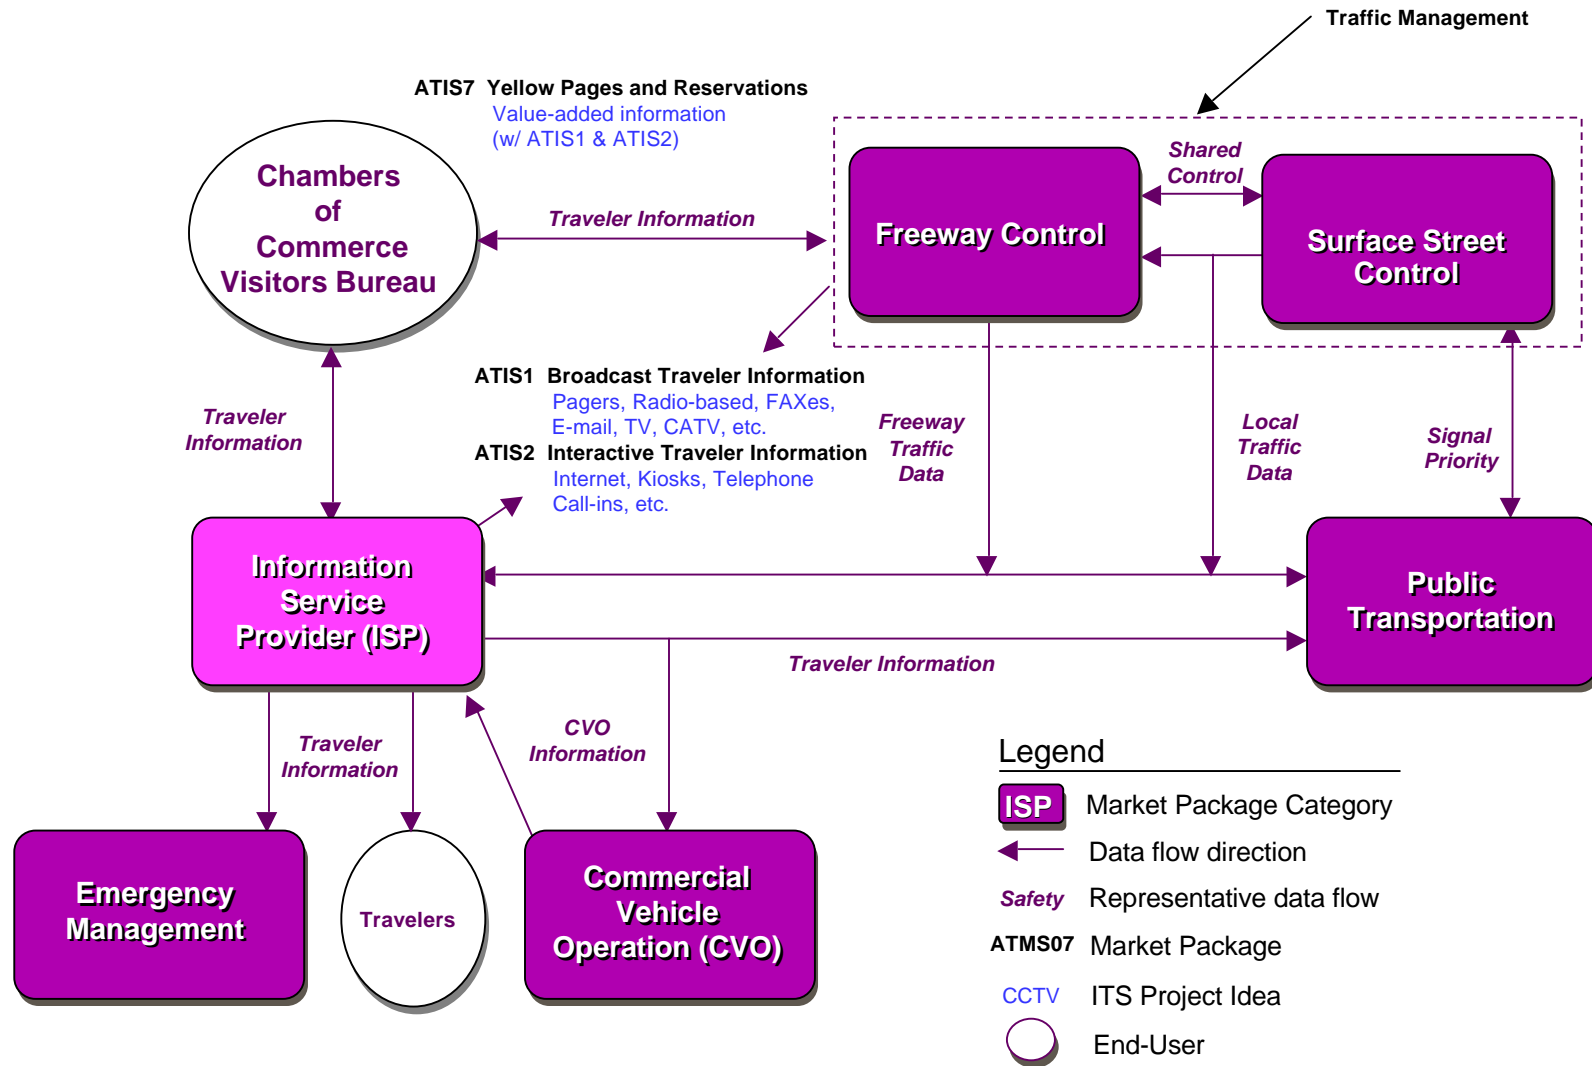 Traffic Management
ATIS7 Yellow Pages and Reservations
Value-added information
(w/ ATIS1 & ATIS2)
Chambers
of
Commerce
Visitors Bureau
Traveler Information
Freeway Control
Shared
Control
Surface Street
Control
ATIS1 Broadcast Traveler Information
Pagers, Radio-based, FAXes,
E-mail, TV, CATV, etc.
ATIS2 Interactive Traveler Information
Internet, Kiosks, Telephone
Call-ins, etc.
Traveler
Information
Freeway
Traffic
Data
Local
Traffic
Data
Signal
Priority
Information
Service
Provider (ISP)
Public
Transportation
Traveler Information
Traveler
Information
CVO
Information
Emergency
Management
Travelers
Commercial
Vehicle
Operation (CVO)
Legend
ISP Market Package Category
Data flow direction
Safety Representative data flow
ATMS07 Market Package
CCTV ITS Project Idea
End-User